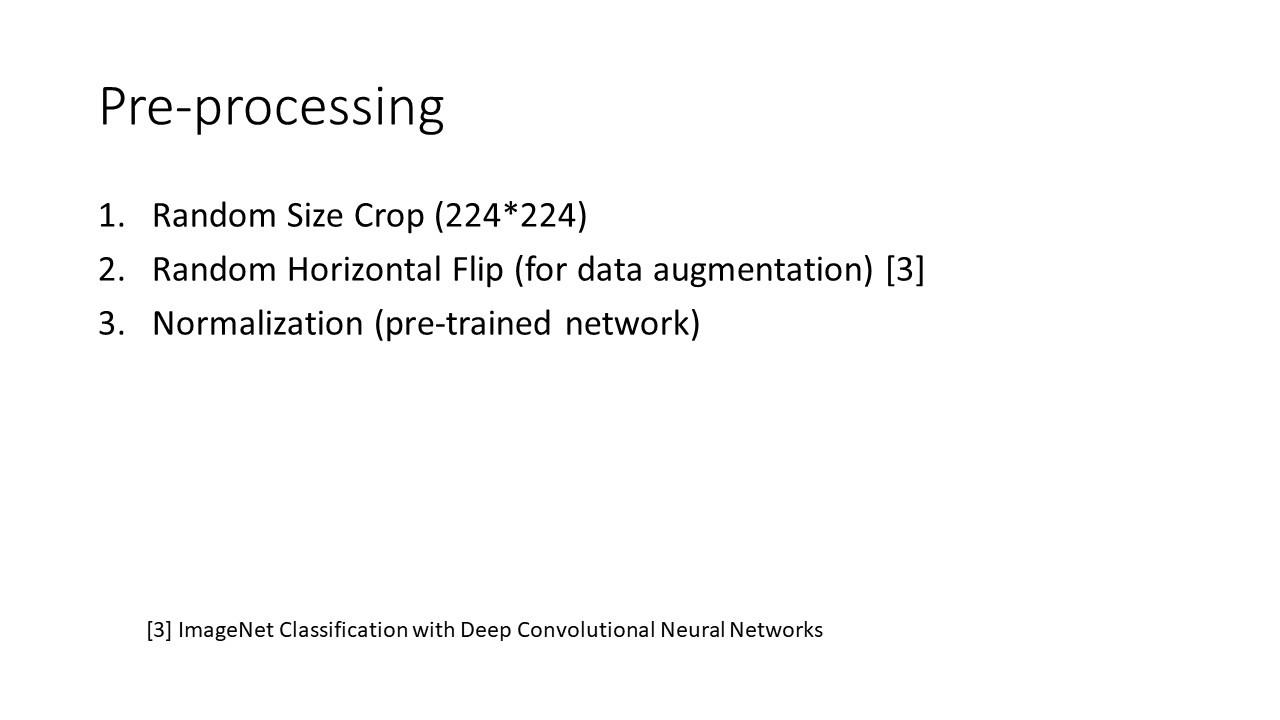 Pre-processing
1. Random Size Crop (224*224)
2. Random Horizontal Flip (for data augmentation) [3]
3. Normalization (pre-trained network)
[3] ImageNet Classification with Deep Convolutional Neural Networks